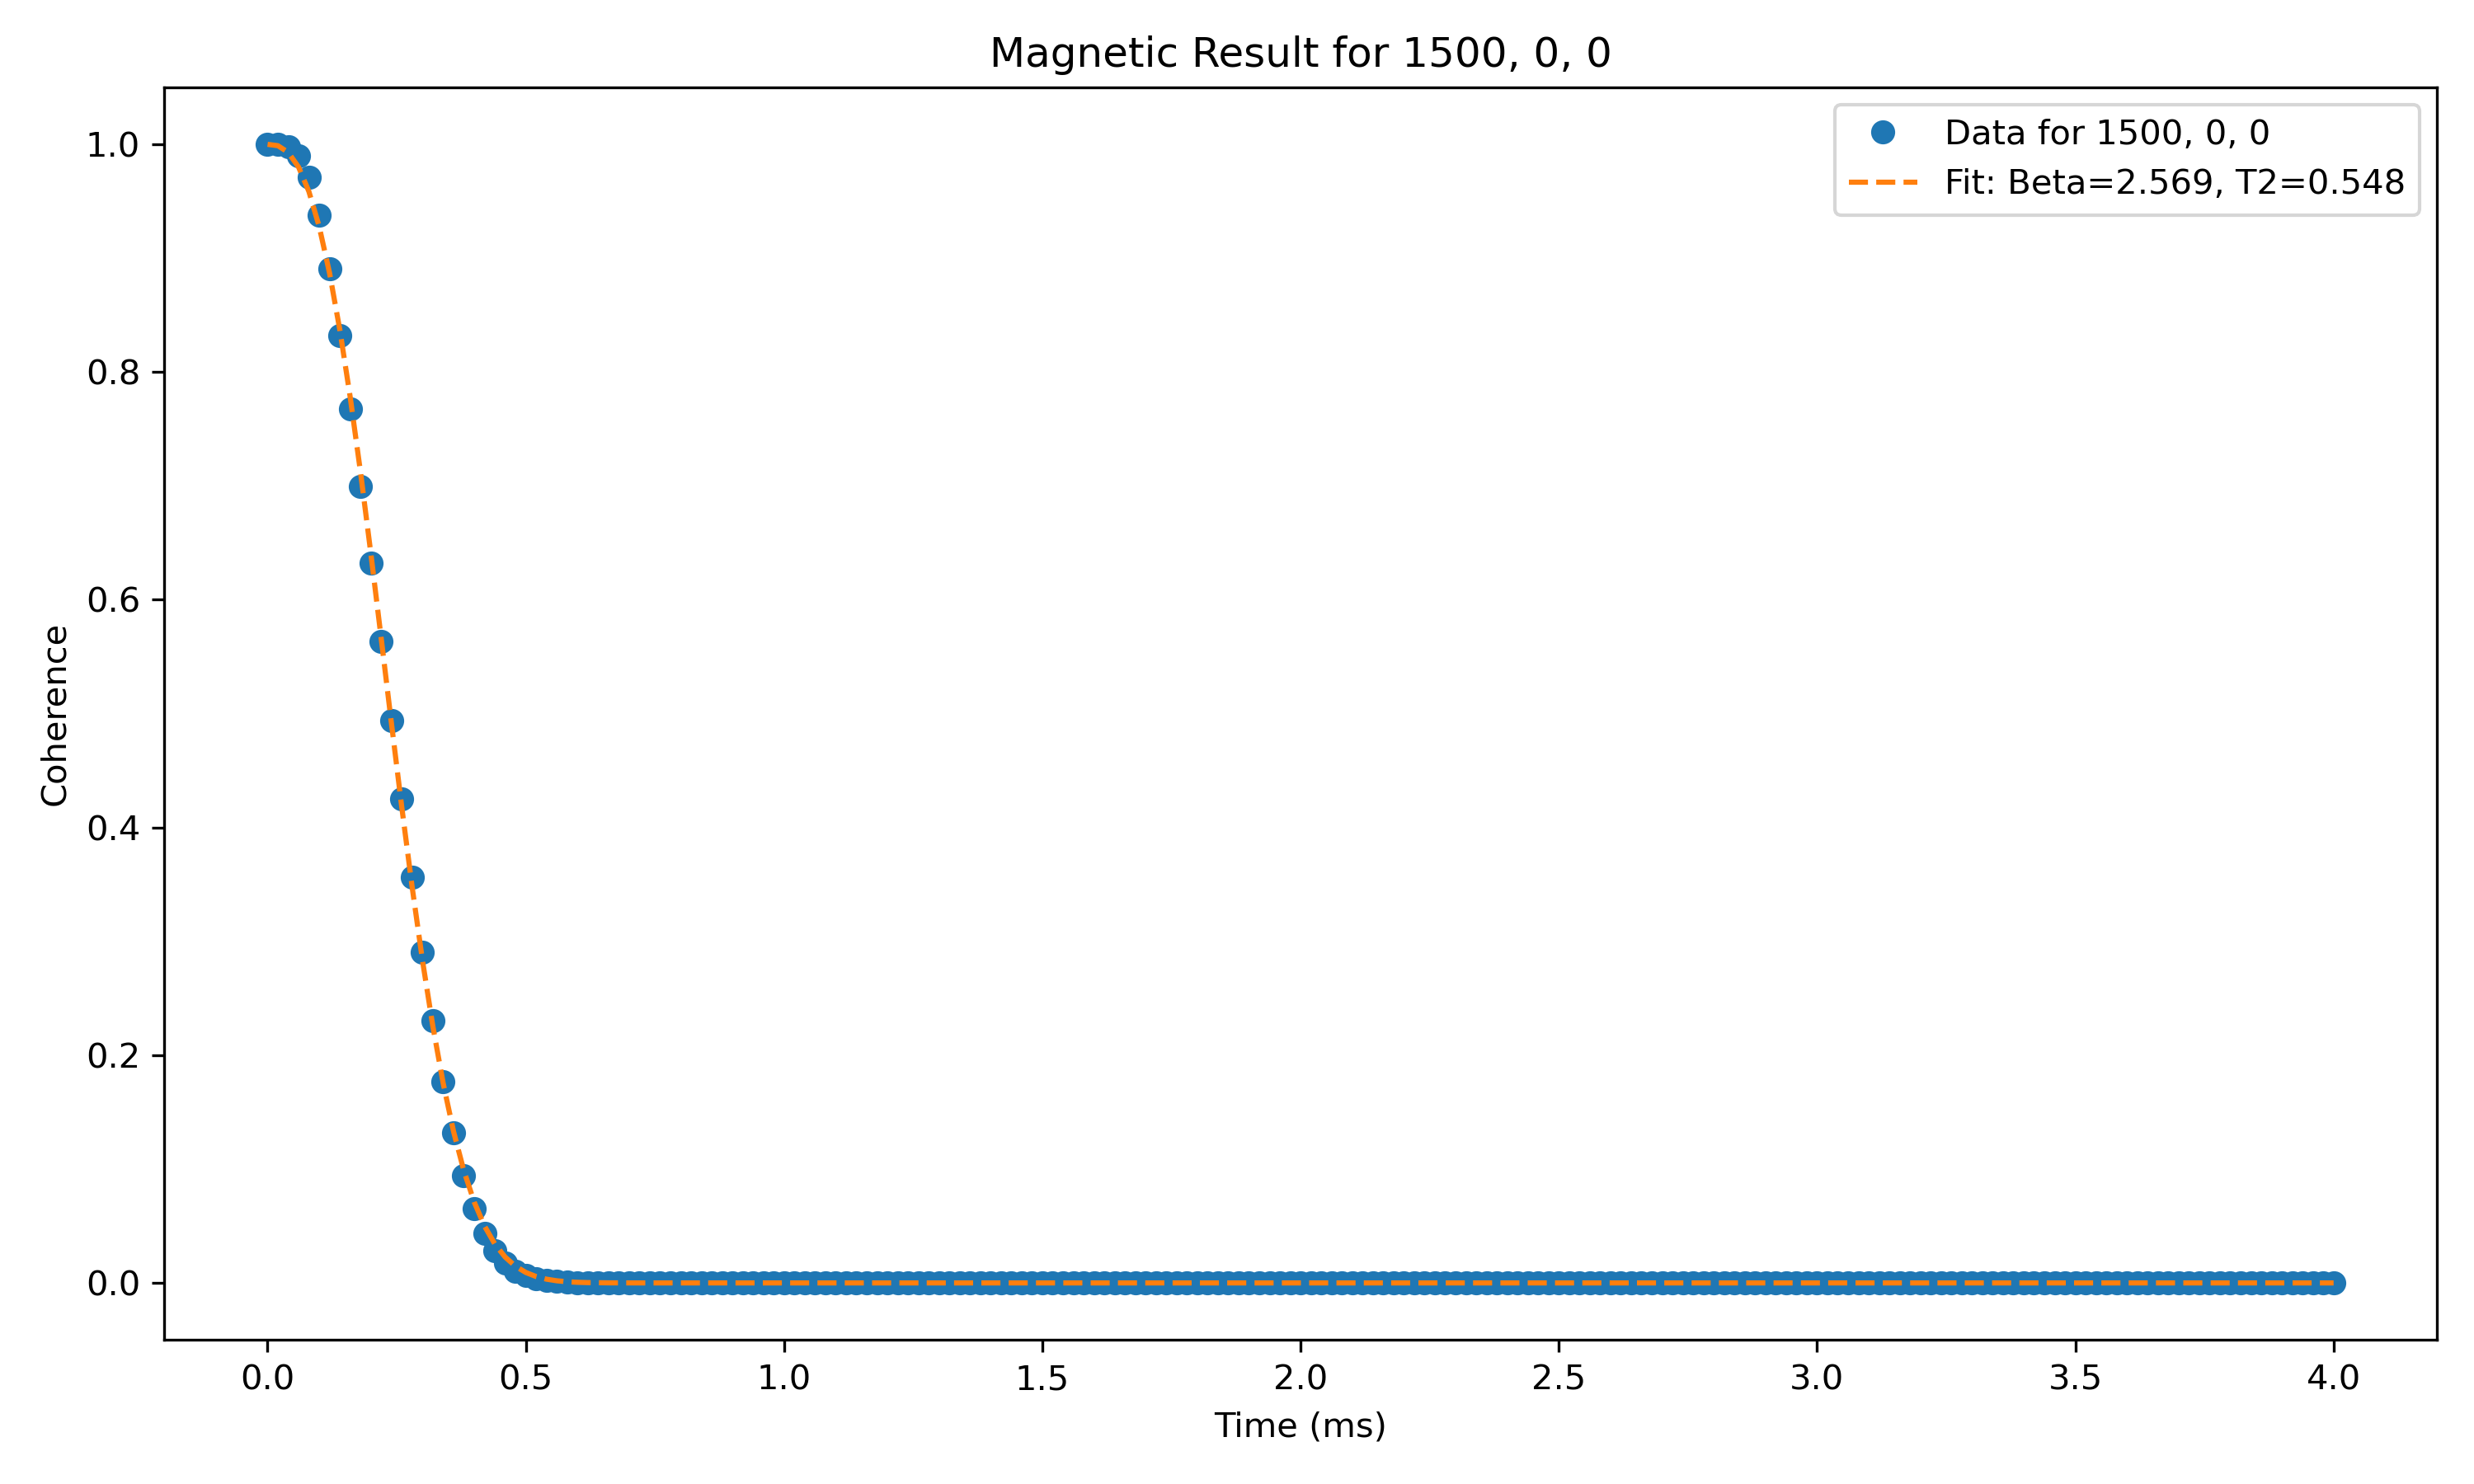 Magnetic Result for 1500, 0, 0
Data for 1500, 0, 0
Fit: Beta=2.569, T2=0.548
1.0
0.8
0.6
0.4
0.2
0.0
Coherence
0.0 0.5 1.0 1.5 2.0 2.5 3.0 3.5 4.0
Time (ms)